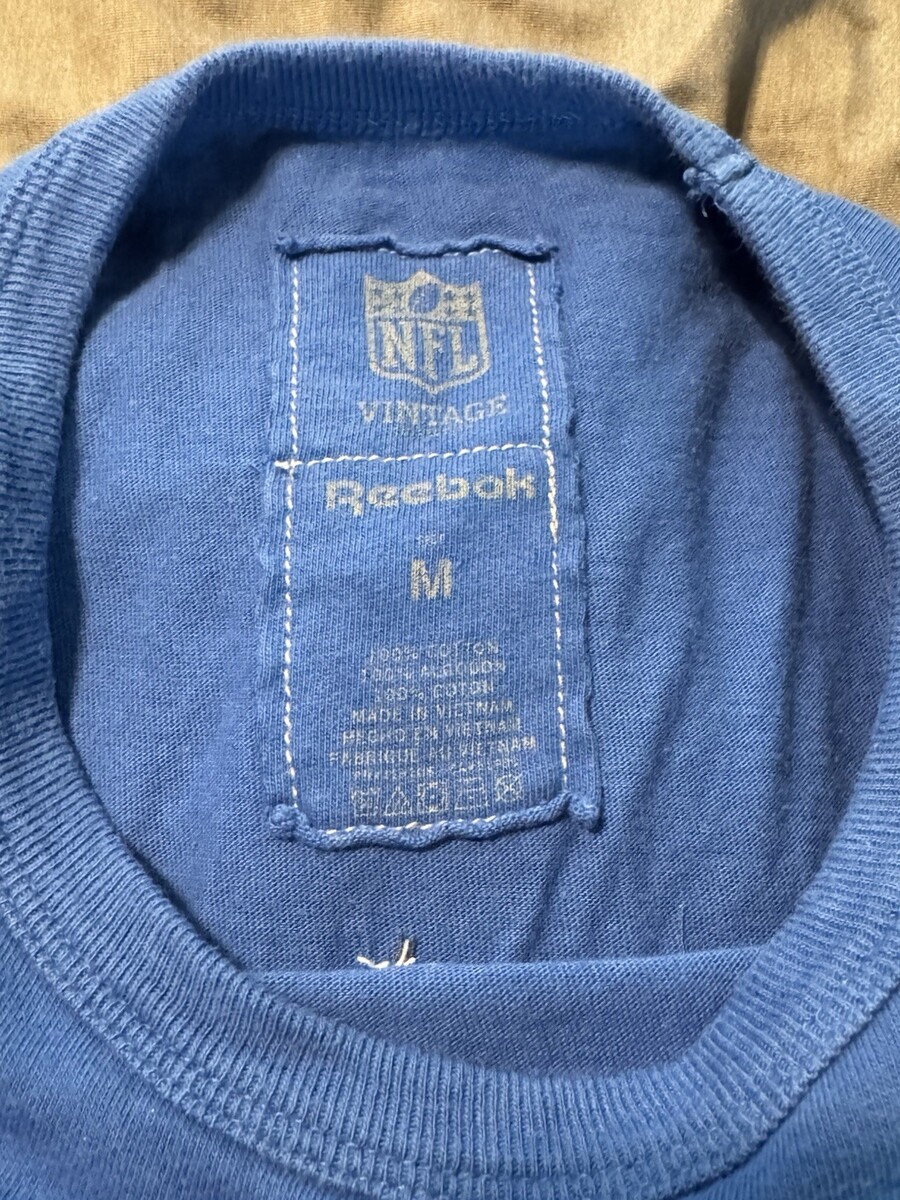 NFL
VINTAGE
Reebok
M
100% COTTON
100% ALGODON
100% COTON
MADE IN VIETNAM
HECHO EN VIETNAM
FABRIQUE AU VIETNAM